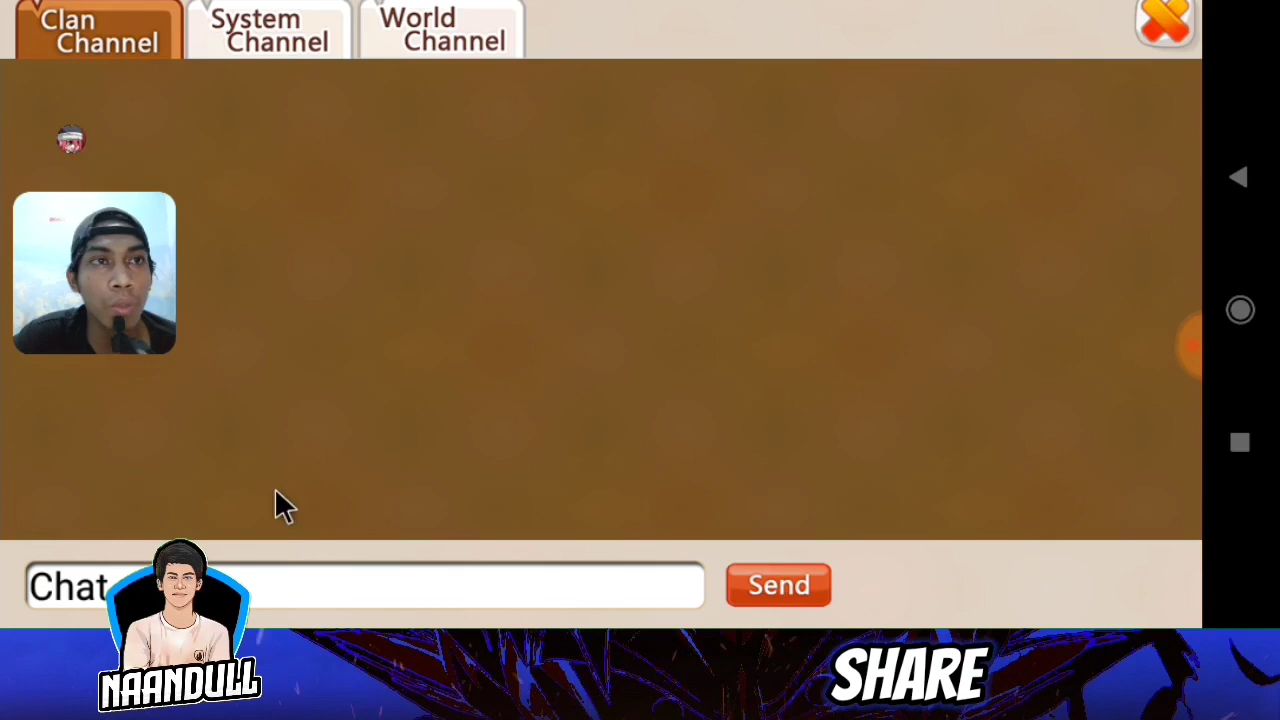 Clan
Channel
System
Channel
World
Channel
Chat
Send
NAANDULL
SHARE